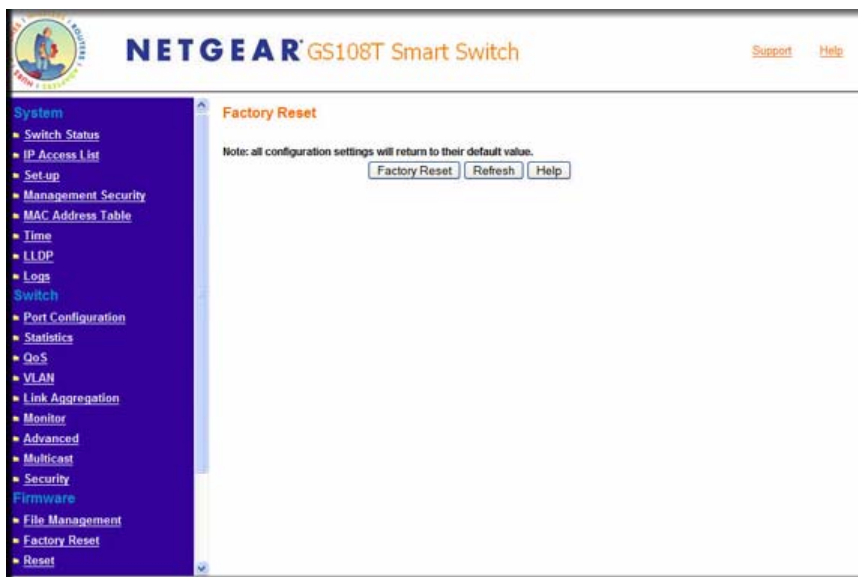 NETGEAR GS108T Smart Switch
Support Help
System
Switch Status
IP Access List
Set-up
Management Security
MAC Address Table
Time
LLDP
Logs
Switch
Port Configuration
Statistics
QoS
VLAN
Link Aggregation
Monitor
Advanced
Multicast
Security
Firmware
File Management
Factory Reset
Reset
Factory Reset
Note: all configuration settings will return to their default value.
Factory Reset Refresh Help